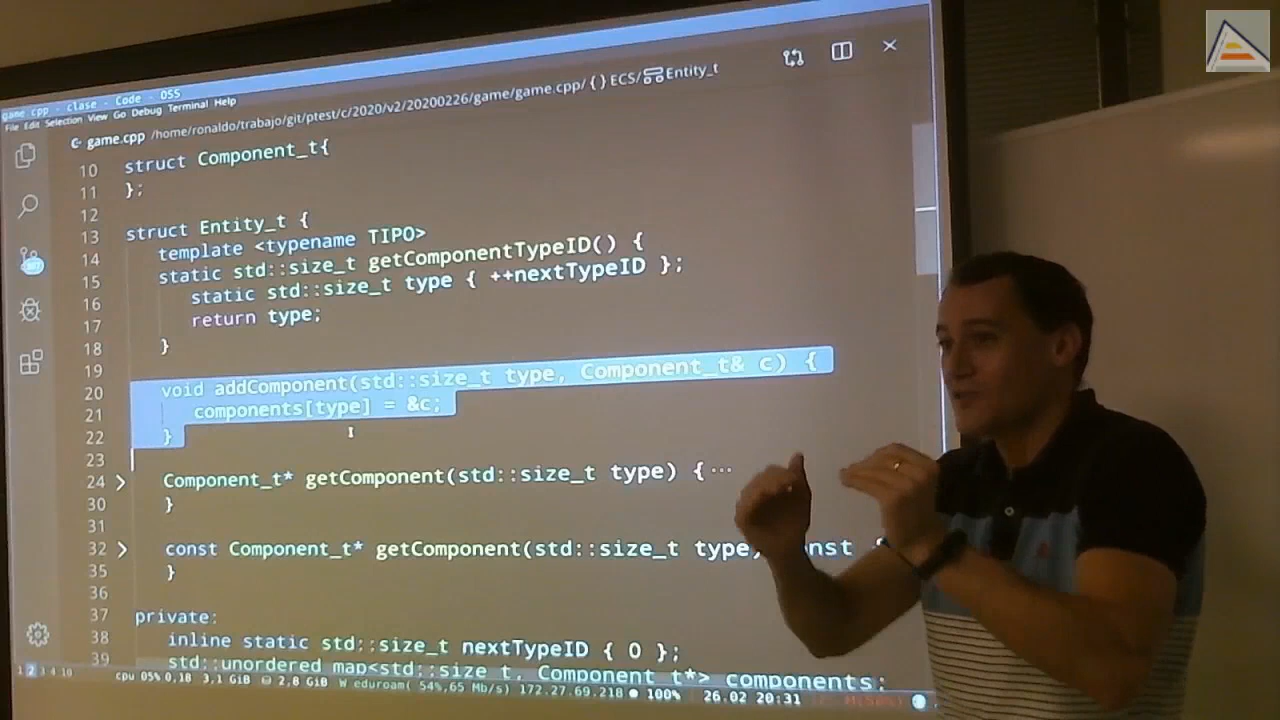 game cpp - clase - Code - OSS
File Edit Selection View Go Debug Terminal Help
game.cpp /home/ronaldo/trabajo/git/ptest/c/2020/v2/20200226/game/game.cpp/ {} ECS/ Entity_t
10 struct Component_t{
11 };
12
13 struct Entity_t {
14 template <typename TIPO>
15 static std::size_t getComponentTypeID() {
16 static std::size_t type { ++nextTypeID };
17 return type;
18 }
19
20 void addComponent(std::size_t type, Component_t& c) {
21 components[type] = &c;
22 }
23
24 Component_t* getComponent(std::size_t type) {···
30 }
31
32 const Component_t* getComponent(std::size_t type)
35 }
36
37 private:
38 inline static std::size_t nextTypeID { 0 };
39 std::unordered_map<std::size_t, Component_t*> components;
1 2 3 4 10 cpu 05% 0,18 3,1 GiB 2,8 GiB W eduroam( 54%,65 Mb/s) 172.27.69.218 100% 26.02 20:31